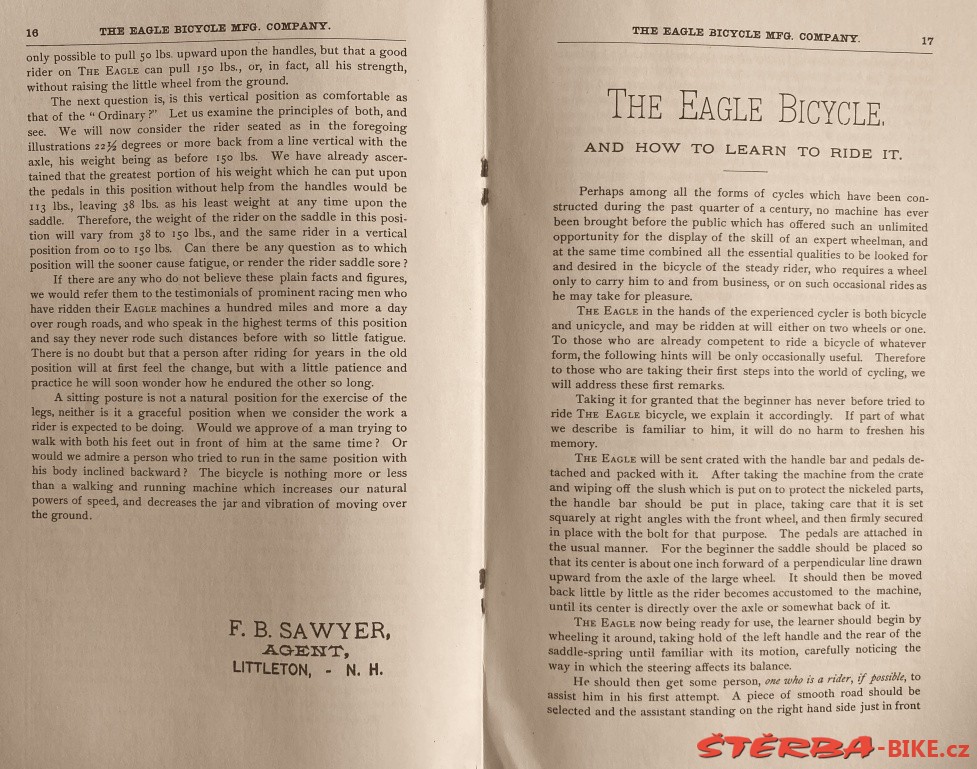 16
THE EAGLE BICYCLE MFG. COMPANY.
only possible to pull 50 lbs. upward upon the handles, but that a good
rider on THE EAGLE can pull 150 lbs., or, in fact, all his strength,
without raising the little wheel from the ground.
The next question is, is this vertical position as comfortable as
that of the "Ordinary?" Let us examine the principles of both, and
see. We will now consider the rider seated as in the foregoing
illustrations 22½ degrees or more back from a line vertical with the
axle, his weight being as before 150 lbs. We have already ascer-
tained that the greatest portion of his weight which he can put upon
the pedals in this position without help from the handles would be
113 lbs., leaving 38 lbs. as his least weight at any time upon the
saddle. Therefore, the weight of the rider on the saddle in this posi-
tion will vary from 38 to 150 lbs., and the same rider in a vertical
position from 00 to 150 lbs. Can there be any question as to which
position will the sooner cause fatigue, or render the rider saddle sore?
If there are any who do not believe these plain facts and figures,
we would refer them to the testimonials of prominent racing men who
have ridden their EAGLE machines a hundred miles and more a day
over rough roads, and who speak in the highest terms of this position
and say they never rode such distances before with so little fatigue.
There is no doubt but that a person after riding for years in the old
position will at first feel the change, but with a little patience and
practice he will soon wonder how he endured the other so long.
A sitting posture is not a natural position for the exercise of the
legs, neither is it a graceful position when we consider the work a
rider is expected to be doing. Would we approve of a man trying to
walk with both his feet out in front of him at the same time? Or
would we admire a person who tried to run in the same position with
his body inclined backward? The bicycle is nothing more or less
than a walking and running machine which increases our natural
powers of speed, and decreases the jar and vibration of moving over
the ground.
F. B. SAWYER,
AGENT,
LITTLETON, - N. H.
THE EAGLE BICYCLE MFG. COMPANY.
17
THE EAGLE BICYCLE,
AND HOW TO LEARN TO RIDE IT.
Perhaps among all the forms of cycles which have been con-
structed during the past quarter of a century, no machine has ever
been brought before the public which has offered such an unlimited
opportunity for the display of the skill of an expert wheelman, and
at the same time combined all the essential qualities to be looked for
and desired in the bicycle of the steady rider, who requires a wheel
only to carry him to and from business, or on such occasional rides as
he may take for pleasure.
THE EAGLE in the hands of the experienced cycler is both bicycle
and unicycle, and may be ridden at will either on two wheels or one.
To those who are already competent to ride a bicycle of whatever
form, the following hints will be only occasionally useful. Therefore
to those who are taking their first steps into the world of cycling, we
will address these first remarks.
Taking it for granted that the beginner has never before tried to
ride THE EAGLE bicycle, we explain it accordingly. If part of what
we describe is familiar to him, it will do no harm to freshen his
memory.
THE EAGLE will be sent crated with the handle bar and pedals de-
tached and packed with it. After taking the machine from the crate
and wiping off the slush which is put on to protect the nickeled parts,
the handle bar should be put in place, taking care that it is set
squarely at right angles with the front wheel, and then firmly secured
in place with the bolt for that purpose. The pedals are attached in
the usual manner. For the beginner the saddle should be placed so
that its center is about one inch forward of a perpendicular line drawn
upward from the axle of the large wheel. It should then be moved
back little by little as the rider becomes accustomed to the machine,
until its center is directly over the axle or somewhat back of it.
THE EAGLE now being ready for use, the learner should begin by
wheeling it around, taking hold of the left handle and the rear of the
saddle-spring until familiar with its motion, carefully noticing the
way in which the steering affects its balance.
He should then get some person, one who is a rider, if possible, to
assist him in his first attempt. A piece of smooth road should be
selected and the assistant standing on the right hand side just in front
ŠTĚRBA-BIKE.cz